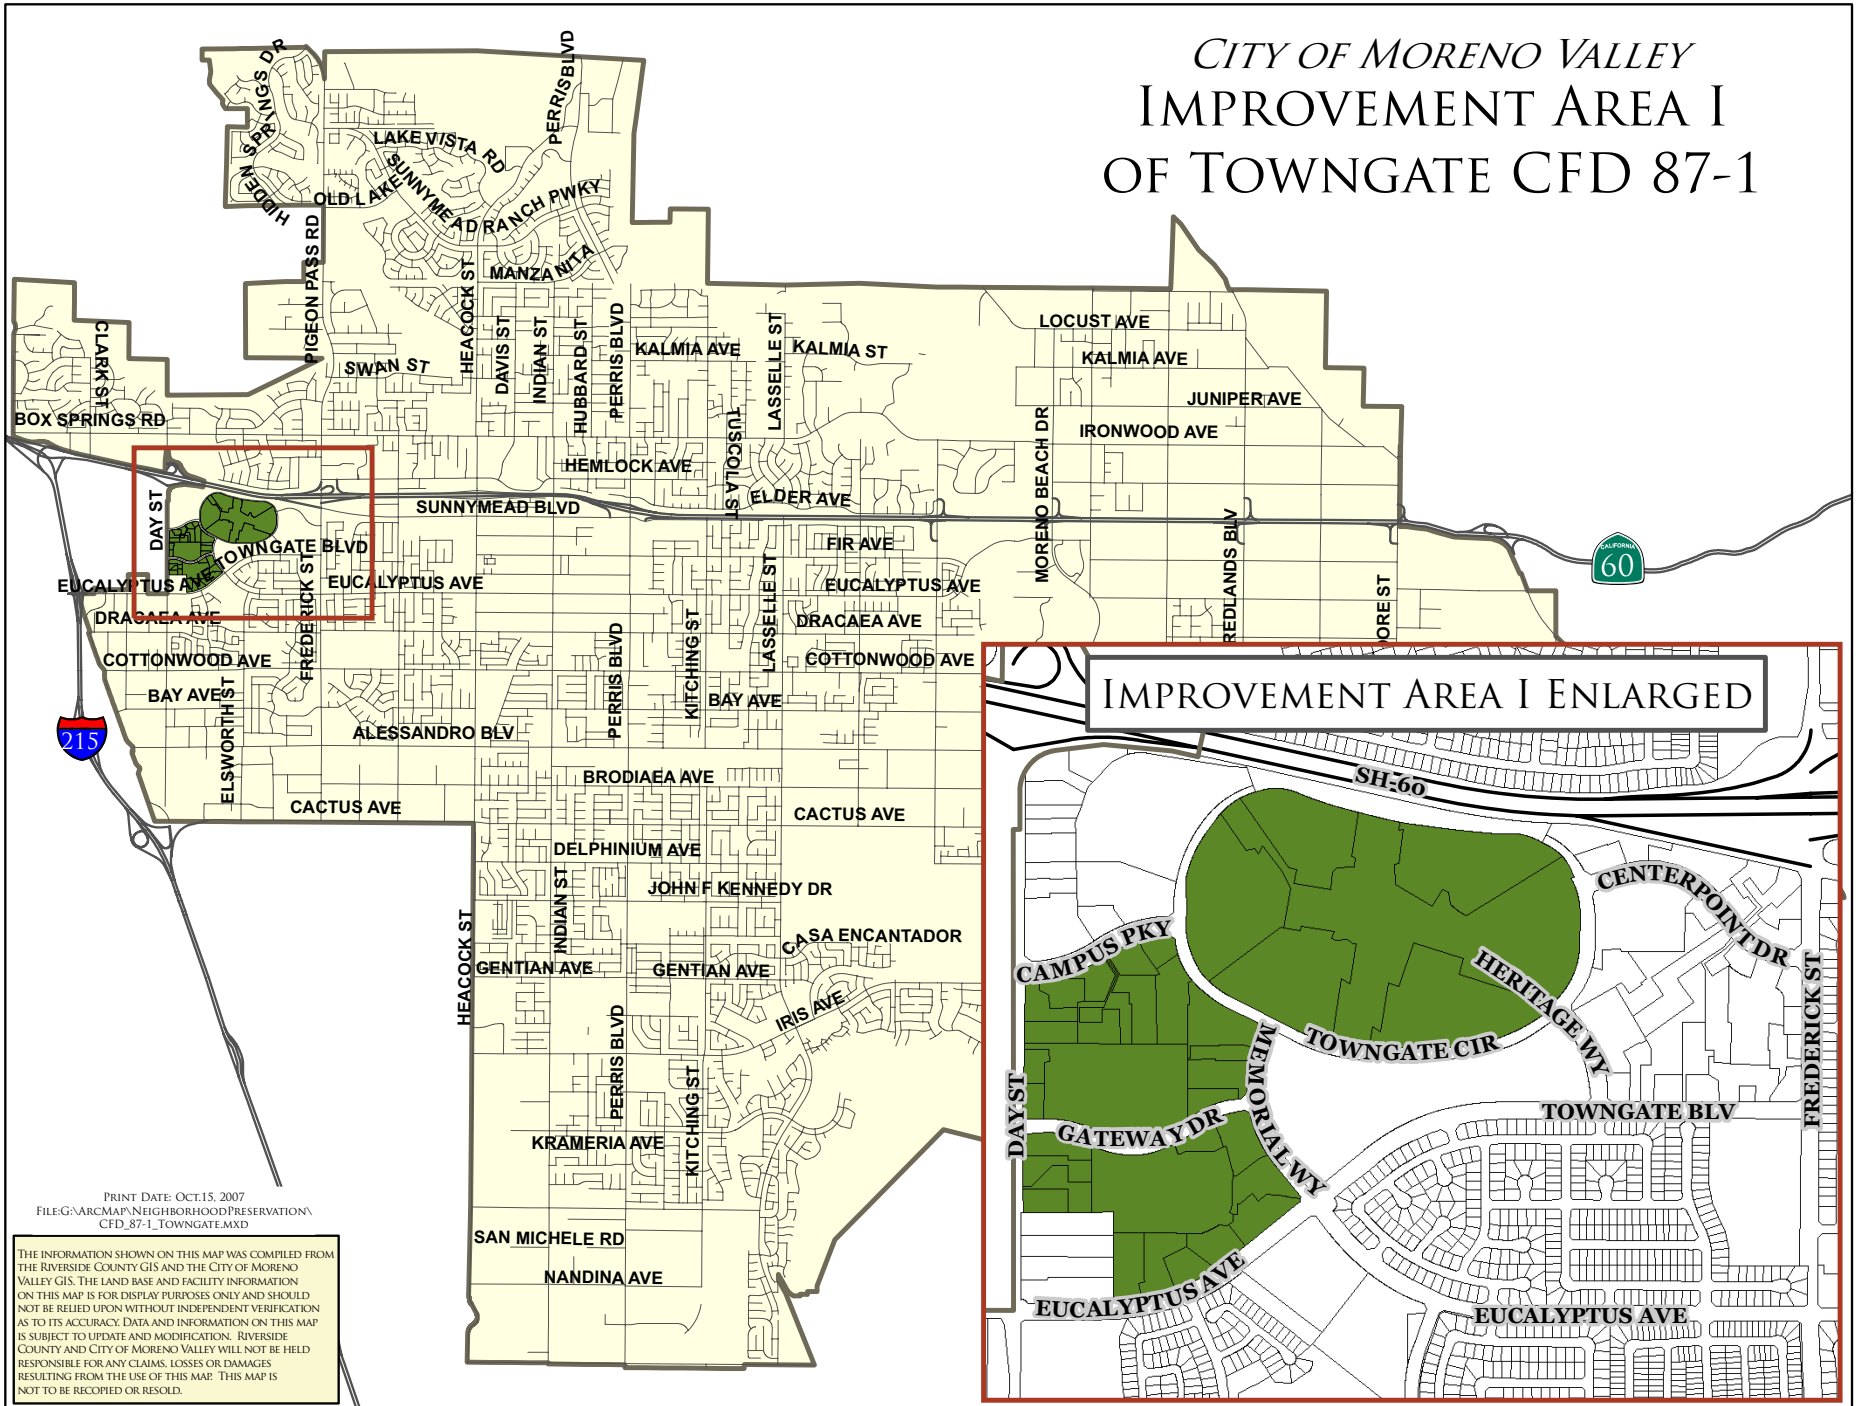 CITY OF MORENO VALLEY
IMPROVEMENT AREA I
OF TOWNGATE CFD 87-1
HIDDEN SPRINGS DR
PERRIS BLVD
LAKE VISTA RD
OLD LAKE
SUNNYMEAD RANCH PWKY
MANZANITA
PIGEON PASS RD
HEACOCK ST
DAVIS ST
INDIAN ST
HUBBARD ST
PERRIS BLVD
LASSELLE ST
TUSCOLA ST
CLARK ST
SWAN ST
KALMIA AVE
KALMIA ST
LOCUST AVE
KALMIA AVE
JUNIPER AVE
IRONWOOD AVE
BOX SPRINGS RD
HEMLOCK AVE
ELDER AVE
MORENO BEACH DR
DAY ST
SUNNYMEAD BLVD
TOWNGATE BLVD
FIR AVE
REDLANDS BLV
CALIFORNIA
60
EUCALYPTUS AVE
EUCALYPTUS AVE
EUCALYPTUS AVE
FREDERICK ST
DRACAEA AVE
DRACAEA AVE
LASSELLE ST
KITCHING ST
PERRIS BLVD
ORE ST
COTTONWOOD AVE
COTTONWOOD AVE
BAY AVE
BAY AVE
ELSWORTH ST
215
ALESSANDRO BLV
BRODIAEA AVE
CACTUS AVE
CACTUS AVE
DELPHINIUM AVE
JOHN F KENNEDY DR
INDIAN ST
HEACOCK ST
CASA ENCANTADOR
GENTIAN AVE
GENTIAN AVE
IRIS AVE
PERRIS BLVD
KITCHING ST
KRAMERIA AVE
SAN MICHELE RD
NANDINA AVE
IMPROVEMENT AREA I ENLARGED
SH-60
CENTERPOINT DR
CAMPUS PKY
HERITAGE WY
FREDERICK ST
TOWNGATE CIR
MEMORIAL WY
DAY ST
GATEWAY DR
TOWNGATE BLV
EUCALYPTUS AVE
EUCALYPTUS AVE
PRINT DATE: OCT.15, 2007
FILE:G:\ARCMAP\NEIGHBORHOODPRESERVATION\
CFD_87-1_TOWNGATE.MXD
THE INFORMATION SHOWN ON THIS MAP WAS COMPILED FROM
THE RIVERSIDE COUNTY GIS AND THE CITY OF MORENO
VALLEY GIS. THE LAND BASE AND FACILITY INFORMATION
ON THIS MAP IS FOR DISPLAY PURPOSES ONLY AND SHOULD
NOT BE RELIED UPON WITHOUT INDEPENDENT VERIFICATION
AS TO ITS ACCURACY. DATA AND INFORMATION ON THIS MAP
IS SUBJECT TO UPDATE AND MODIFICATION. RIVERSIDE
COUNTY AND CITY OF MORENO VALLEY WILL NOT BE HELD
RESPONSIBLE FOR ANY CLAIMS, LOSSES OR DAMAGES
RESULTING FROM THE USE OF THIS MAP. THIS MAP IS
NOT TO BE RECOPIED OR RESOLD.